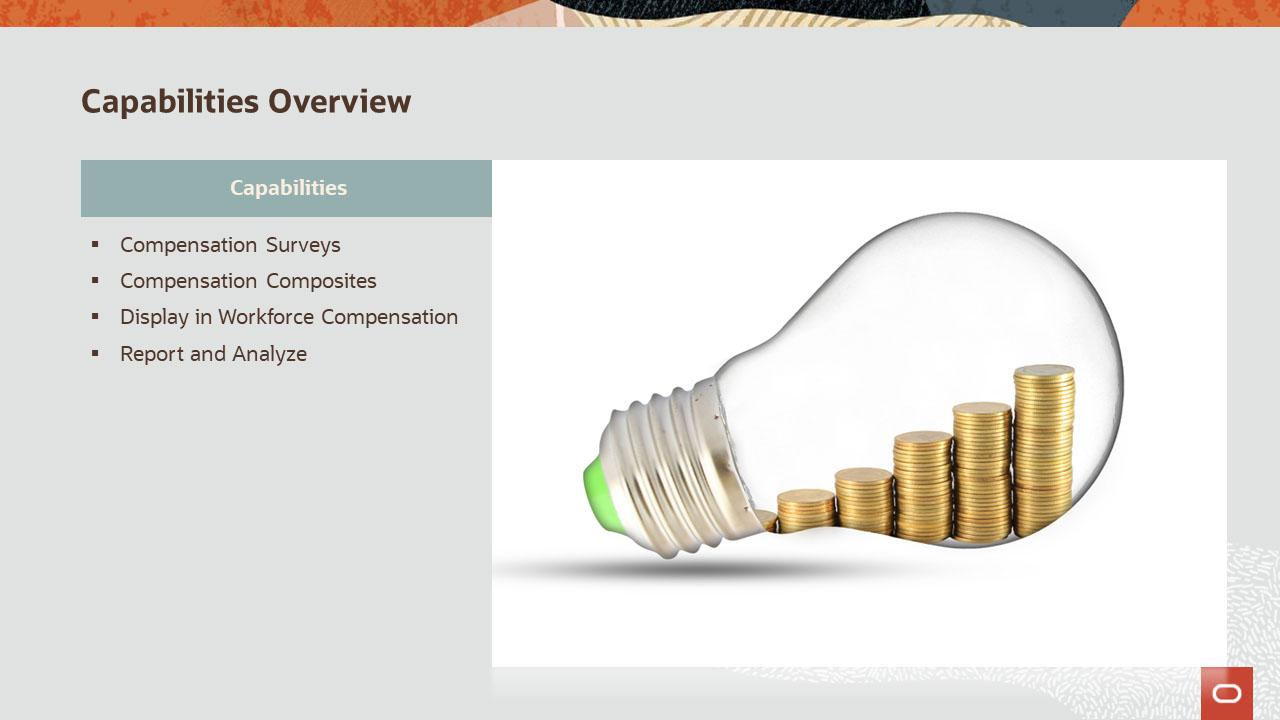 Capabilities Overview
Capabilities
▪ Compensation Surveys
▪ Compensation Composites
▪ Display in Workforce Compensation
▪ Report and Analyze